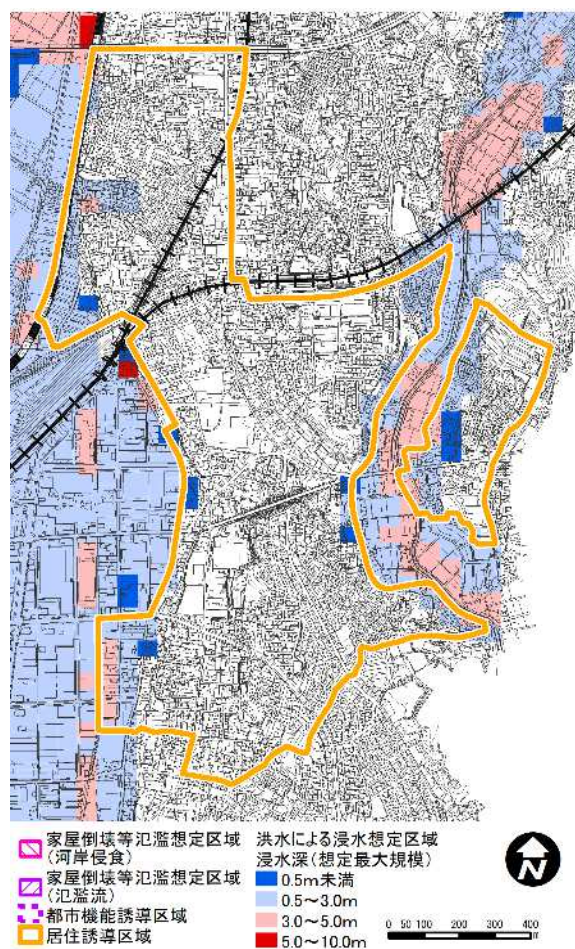 家屋倒壊等氾濫想定区域
(河岸侵食)
家屋倒壊等氾濫想定区域
(氾濫流)
都市機能誘導区域
居住誘導区域
洪水による浸水想定区域
浸水深(想定最大規模)
0.5m未満
0.5～3.0m
3.0～5.0m
5.0～10.0m
N
0 50 100 200 300 400